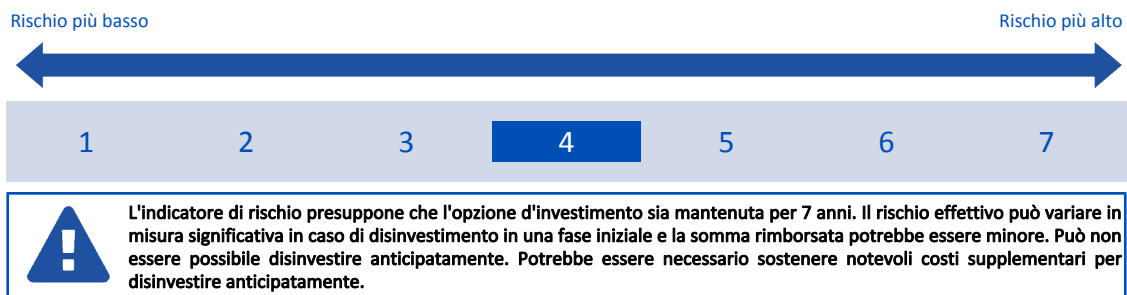 Rischio più basso Rischio più alto
1 2 3 4 5 6 7
L'indicatore di rischio presuppone che l'opzione d'investimento sia mantenuta per 7 anni. Il rischio effettivo può variare in
misura significativa in caso di disinvestimento in una fase iniziale e la somma rimborsata potrebbe essere minore. Può non
essere possibile disinvestire anticipatamente. Potrebbe essere necessario sostenere notevoli costi supplementari per
disinvestire anticipatamente.